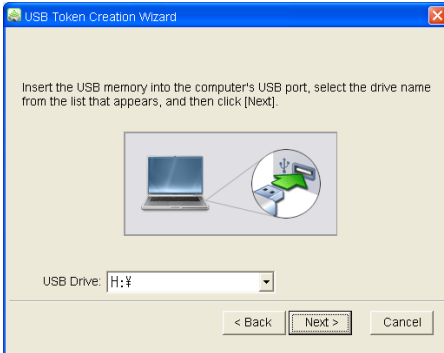 USB Token Creation Wizard
Insert the USB memory into the computer's USB port, select the drive name
from the list that appears, and then click [Next].
USB Drive: H:¥
< Back Next > Cancel